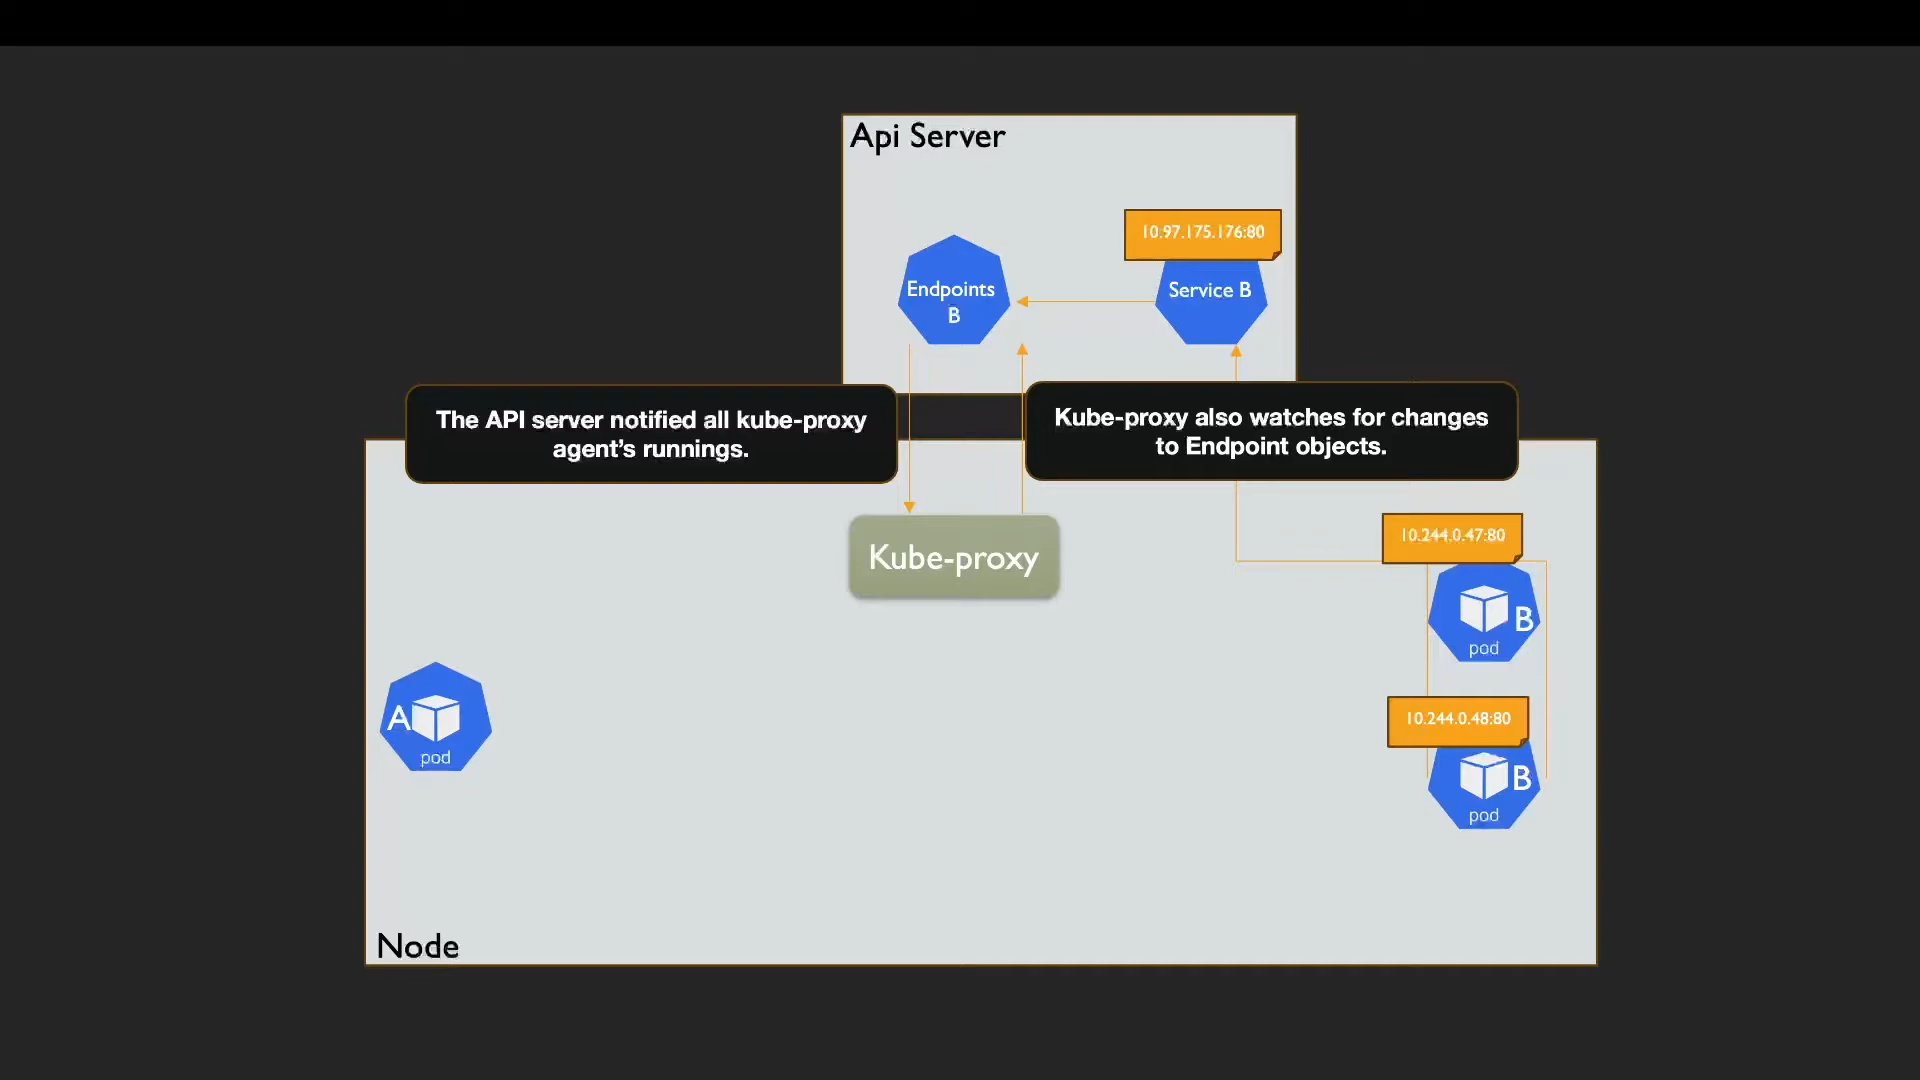 Api Server
10.97.175.176:80
Endpoints
B
Service B
The API server notified all kube-proxy
agent's runnings.
Kube-proxy also watches for changes
to Endpoint objects.
Kube-proxy
10.244.0.47:80
B
pod
A
pod
10.244.0.48:80
B
pod
Node